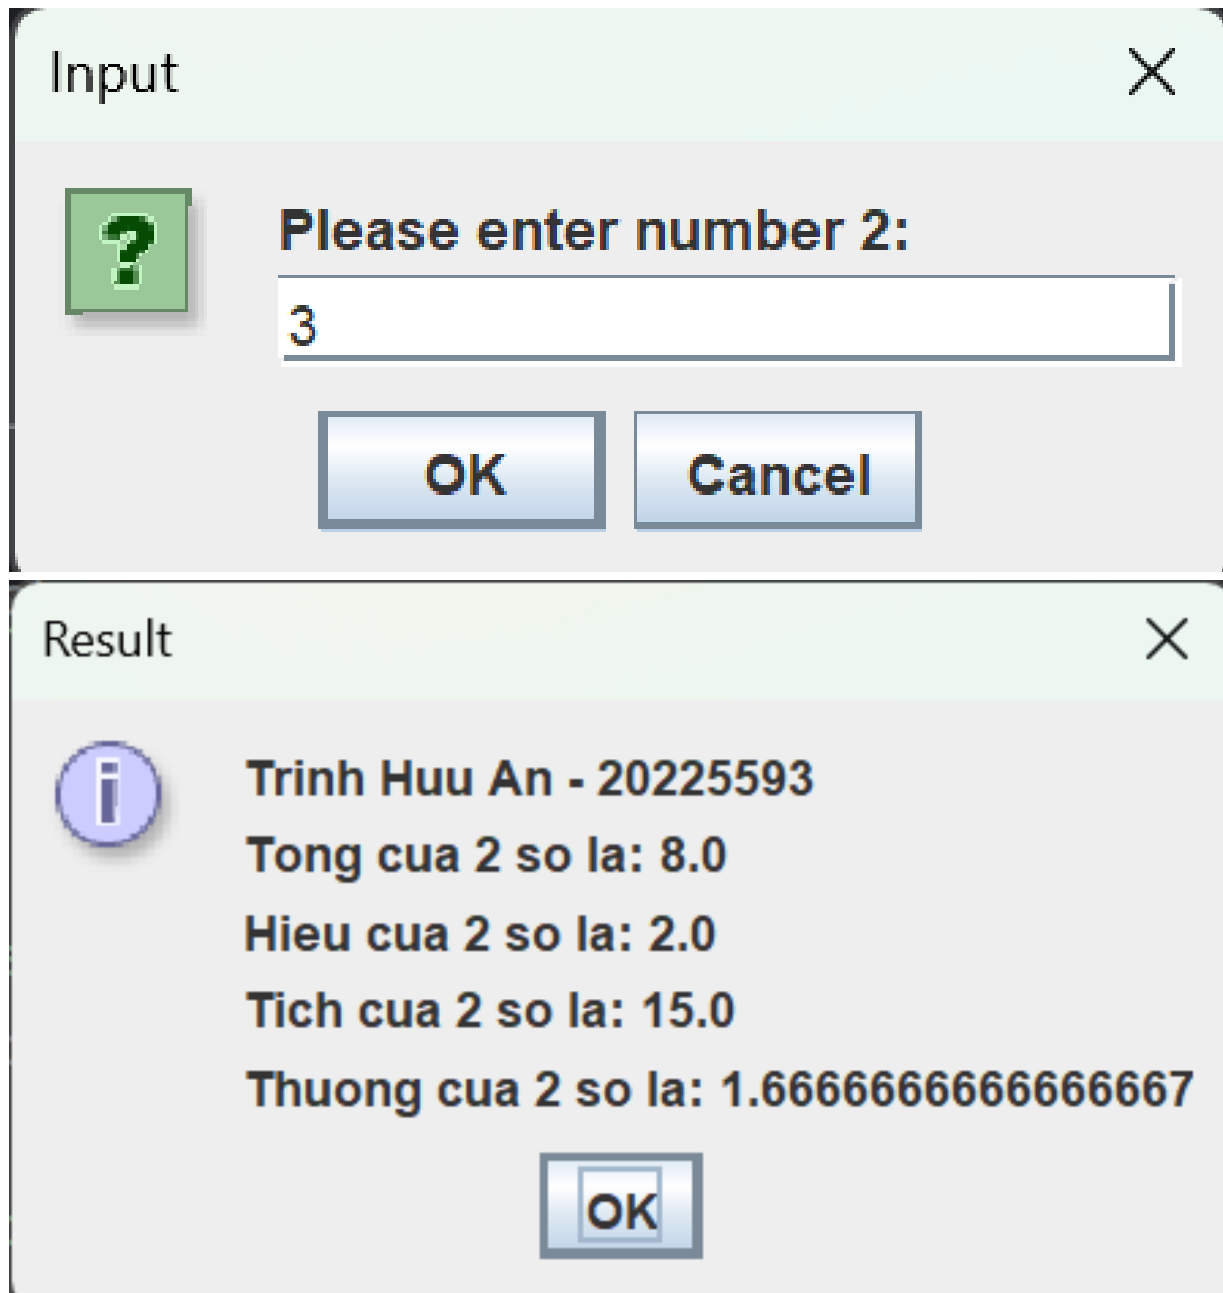 Input
Please enter number 2:
3
OK Cancel
Result
Trinh Huu An - 20225593
Tong cua 2 so la: 8.0
Hieu cua 2 so la: 2.0
Tich cua 2 so la: 15.0
Thuong cua 2 so la: 1.6666666666666667
OK